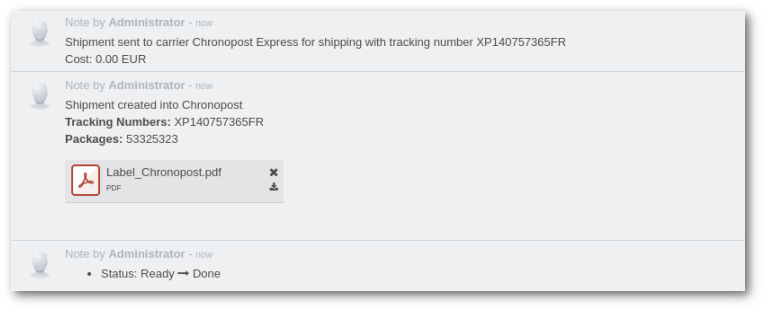 Note by Administrator - now
Shipment sent to carrier Chronopost Express for shipping with tracking number XP140757365FR
Cost: 0.00 EUR
Note by Administrator - now
Shipment created into Chronopost
Tracking Numbers: XP140757365FR
Packages: 53325323
Label_Chronopost.pdf
PDF
Note by Administrator - now
• Status: Ready → Done